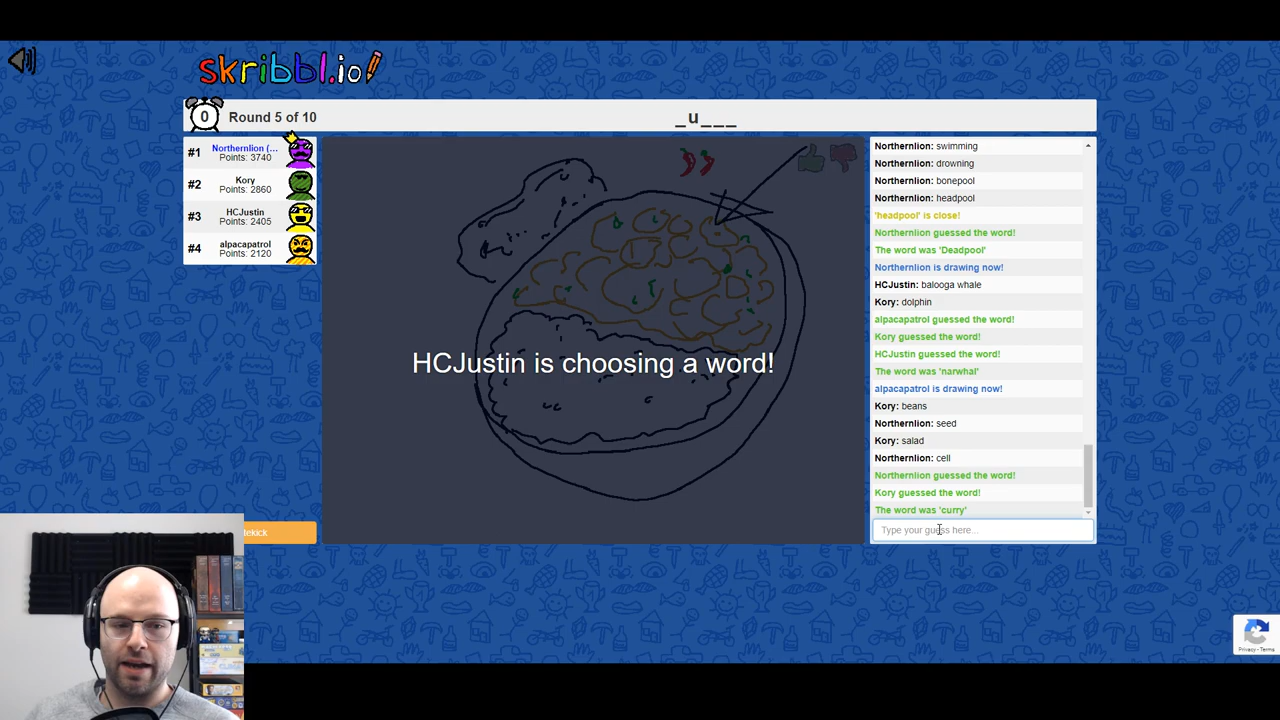 skribbl.io
0
Round 5 of 10
_u___
#1
Northernlion (...
Points: 3740
#2
Kory
Points: 2860
#3
HCJustin
Points: 2405
#4
alpacapatrol
Points: 2120
HCJustin is choosing a word!
Northernlion: swimming
Northernlion: drowning
Northernlion: bonepool
Northernlion: headpool
'headpool' is close!
Northernlion guessed the word!
The word was 'Deadpool'
Northernlion is drawing now!
HCJustin: balooga whale
Kory: dolphin
alpacapatrol guessed the word!
Kory guessed the word!
HCJustin guessed the word!
The word was 'narwhal'
alpacapatrol is drawing now!
Kory: beans
Northernlion: seed
Kory: salad
Northernlion: cell
Northernlion guessed the word!
Kory guessed the word!
The word was 'curry'
Type your guess here...
ekick
Privacy - Terms